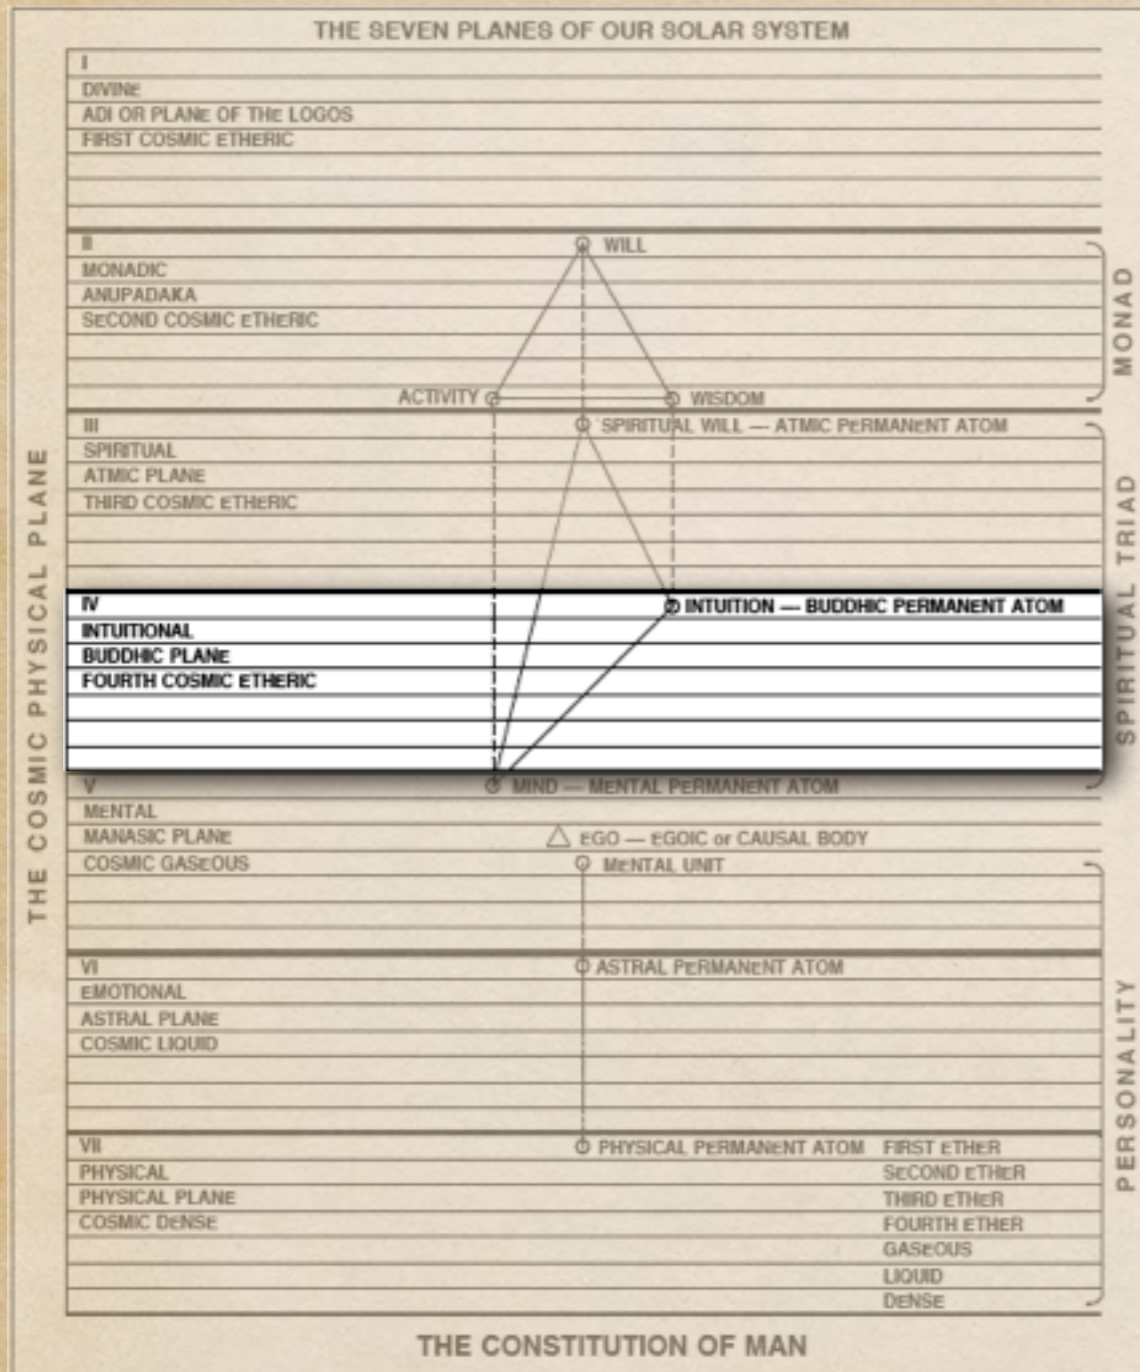 THE SEVEN PLANES OF OUR SOLAR SYSTEM
I
DIVINE
ADI OR PLANE OF THE LOGOS
FIRST COSMIC ETHERIC
II
WILL
MONADIC
ANUPADAKA
SECOND COSMIC ETHERIC
ACTIVITY
WISDOM
MONAD
III
SPIRITUAL WILL — ATMIC PERMANENT ATOM
SPIRITUAL
ATMIC PLANE
THIRD COSMIC ETHERIC
IV
INTUITION — BUDDHIC PERMANENT ATOM
INTUITIONAL
BUDDHIC PLANE
FOURTH COSMIC ETHERIC
SPIRITUAL TRIAD
V
MIND — MENTAL PERMANENT ATOM
MENTAL
MANASIC PLANE
EGO — EGOIC or CAUSAL BODY
COSMIC GASEOUS
MENTAL UNIT
VI
ASTRAL PERMANENT ATOM
EMOTIONAL
ASTRAL PLANE
COSMIC LIQUID
VII
PHYSICAL PERMANENT ATOM
FIRST ETHER
PHYSICAL
SECOND ETHER
PHYSICAL PLANE
THIRD ETHER
COSMIC DENSE
FOURTH ETHER
GASEOUS
LIQUID
DENSE
PERSONALITY
THE COSMIC PHYSICAL PLANE
THE CONSTITUTION OF MAN